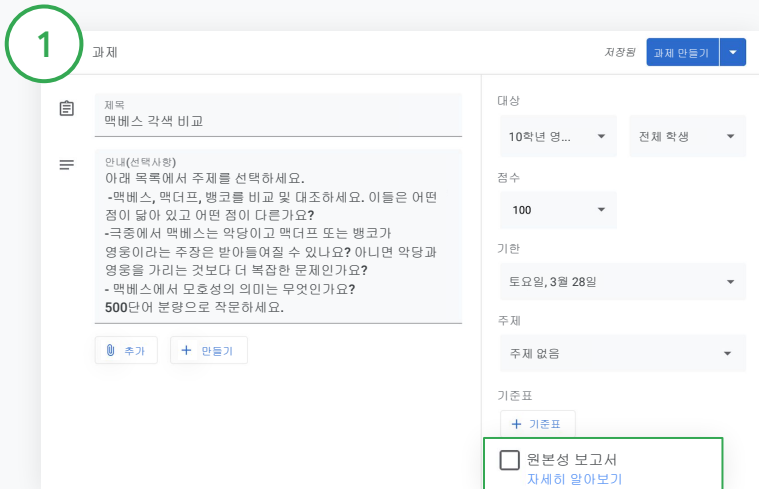 1
과제
저장됨
과제 만들기
제목
맥베스 각색 비교
안내(선택사항)
아래 목록에서 주제를 선택하세요.
-맥베스, 맥더프, 뱅코를 비교 및 대조하세요. 이들은 어떤
점이 닮아 있고 어떤 점이 다른가요?
-극중에서 맥베스는 악당이고 맥더프 또는 뱅코가
영웅이라는 주장은 받아들여질 수 있나요? 아니면 악당과
영웅을 가리는 것보다 더 복잡한 문제인가요?
- 맥베스에서 모호성의 의미는 무엇인가요?
500단어 분량으로 작문하세요.
추가
+ 만들기
대상
10학년 영...
전체 학생
점수
100
기한
토요일, 3월 28일
주제
주제 없음
기준표
+ 기준표
원본성 보고서
자세히 알아보기